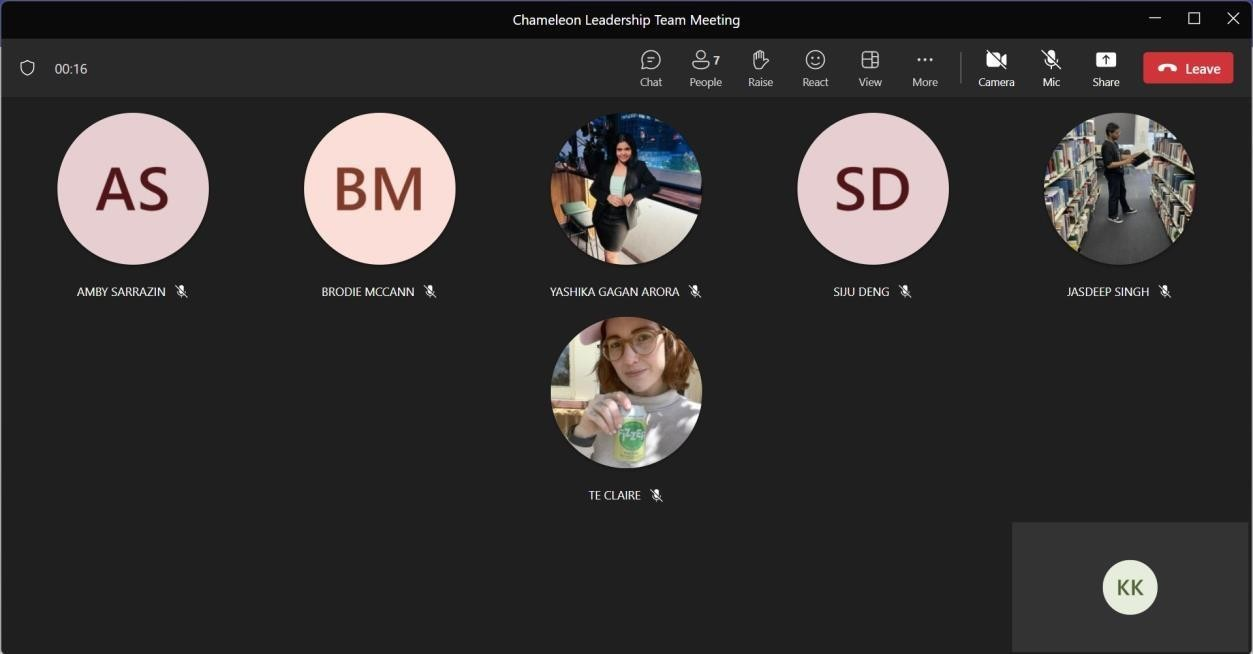 Chameleon Leadership Team Meeting
00:16
7
Chat People Raise React View More Camera Mic Share Leave
AS BM SD
AMBY SARRAZIN BRODIE MCCANN YASHIKA GAGAN ARORA SIJU DENG JASDEEP SINGH
FIZZER
TE CLAIRE
KK